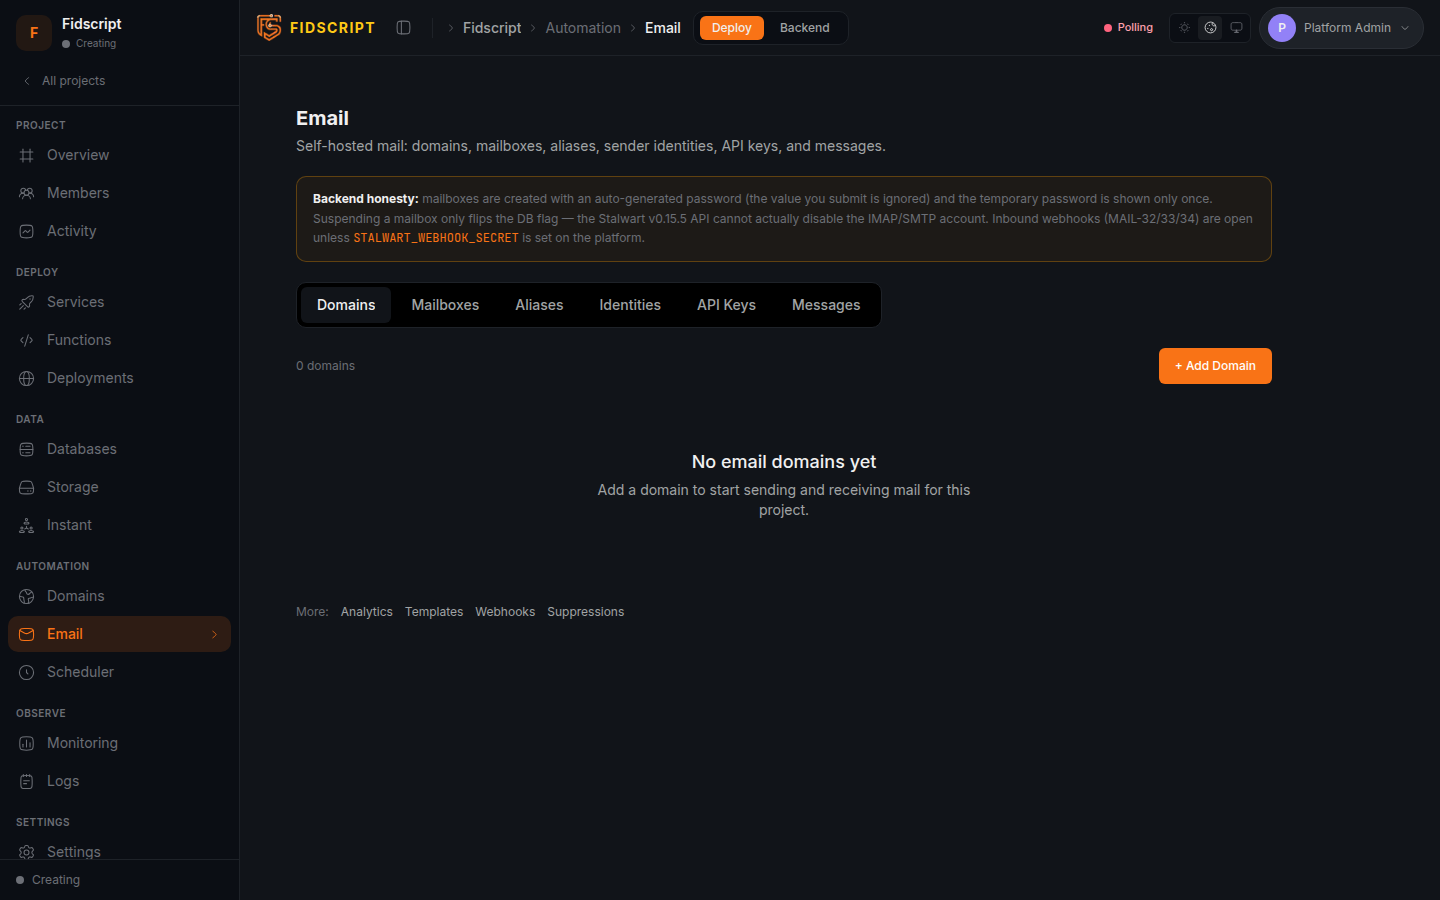 F
Fidscript
Creating
All projects
PROJECT
Overview
Members
Activity
DEPLOY
Services
Functions
Deployments
DATA
Databases
Storage
Instant
AUTOMATION
Domains
Email
Scheduler
OBSERVE
Monitoring
Logs
SETTINGS
Settings
Creating
FIDSCRIPT
Fidscript
Automation
Email
Deploy
Backend
Polling
P
Platform Admin
Email
Self-hosted mail: domains, mailboxes, aliases, sender identities, API keys, and messages.
Backend honesty: mailboxes are created with an auto-generated password (the value you submit is ignored) and the temporary password is shown only once.
Suspending a mailbox only flips the DB flag — the Stalwart v0.15.5 API cannot actually disable the IMAP/SMTP account. Inbound webhooks (MAIL-32/33/34) are open
unless STALWART_WEBHOOK_SECRET is set on the platform.
Domains
Mailboxes
Aliases
Identities
API Keys
Messages
0 domains
+ Add Domain
No email domains yet
Add a domain to start sending and receiving mail for this
project.
More: Analytics Templates Webhooks Suppressions